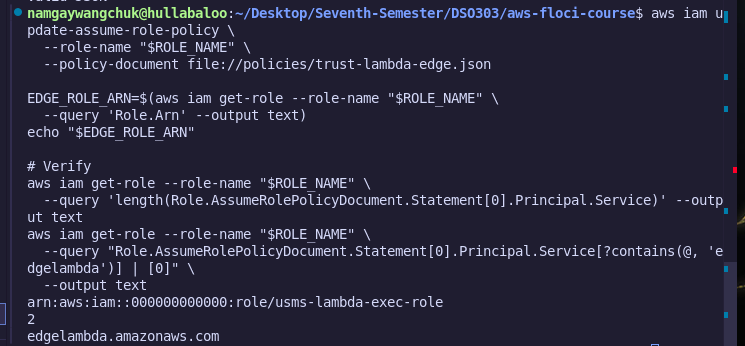 namgaywangchuk@hullabaloo:~/Desktop/Seventh-Semester/DSO303/aws-floci-course$ aws iam u
pdate-assume-role-policy \
  --role-name "$ROLE_NAME" \
  --policy-document file://policies/trust-lambda-edge.json

EDGE_ROLE_ARN=$(aws iam get-role --role-name "$ROLE_NAME" \
  --query 'Role.Arn' --output text)
echo "$EDGE_ROLE_ARN"

# Verify
aws iam get-role --role-name "$ROLE_NAME" \
  --query 'length(Role.AssumeRolePolicyDocument.Statement[0].Principal.Service)' --outp
ut text
aws iam get-role --role-name "$ROLE_NAME" \
  --query "Role.AssumeRolePolicyDocument.Statement[0].Principal.Service[?contains(@, 'e
dgelambda')] | [0]" \
  --output text
arn:aws:iam::000000000000:role/usms-lambda-exec-role
2
edgelambda.amazonaws.com